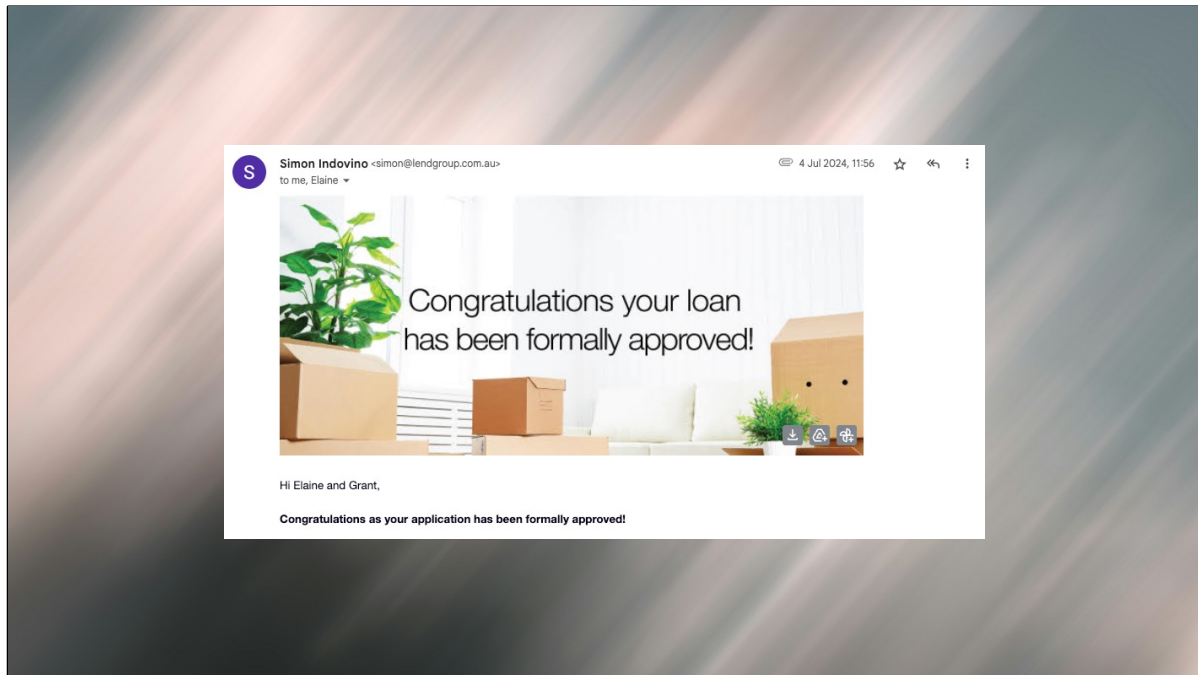 S
Simon Indovino <simon@lendgroup.com.au>
4 Jul 2024, 11:56
to me, Elaine
Congratulations your loan
has been formally approved!
Hi Elaine and Grant,
Congratulations as your application has been formally approved!